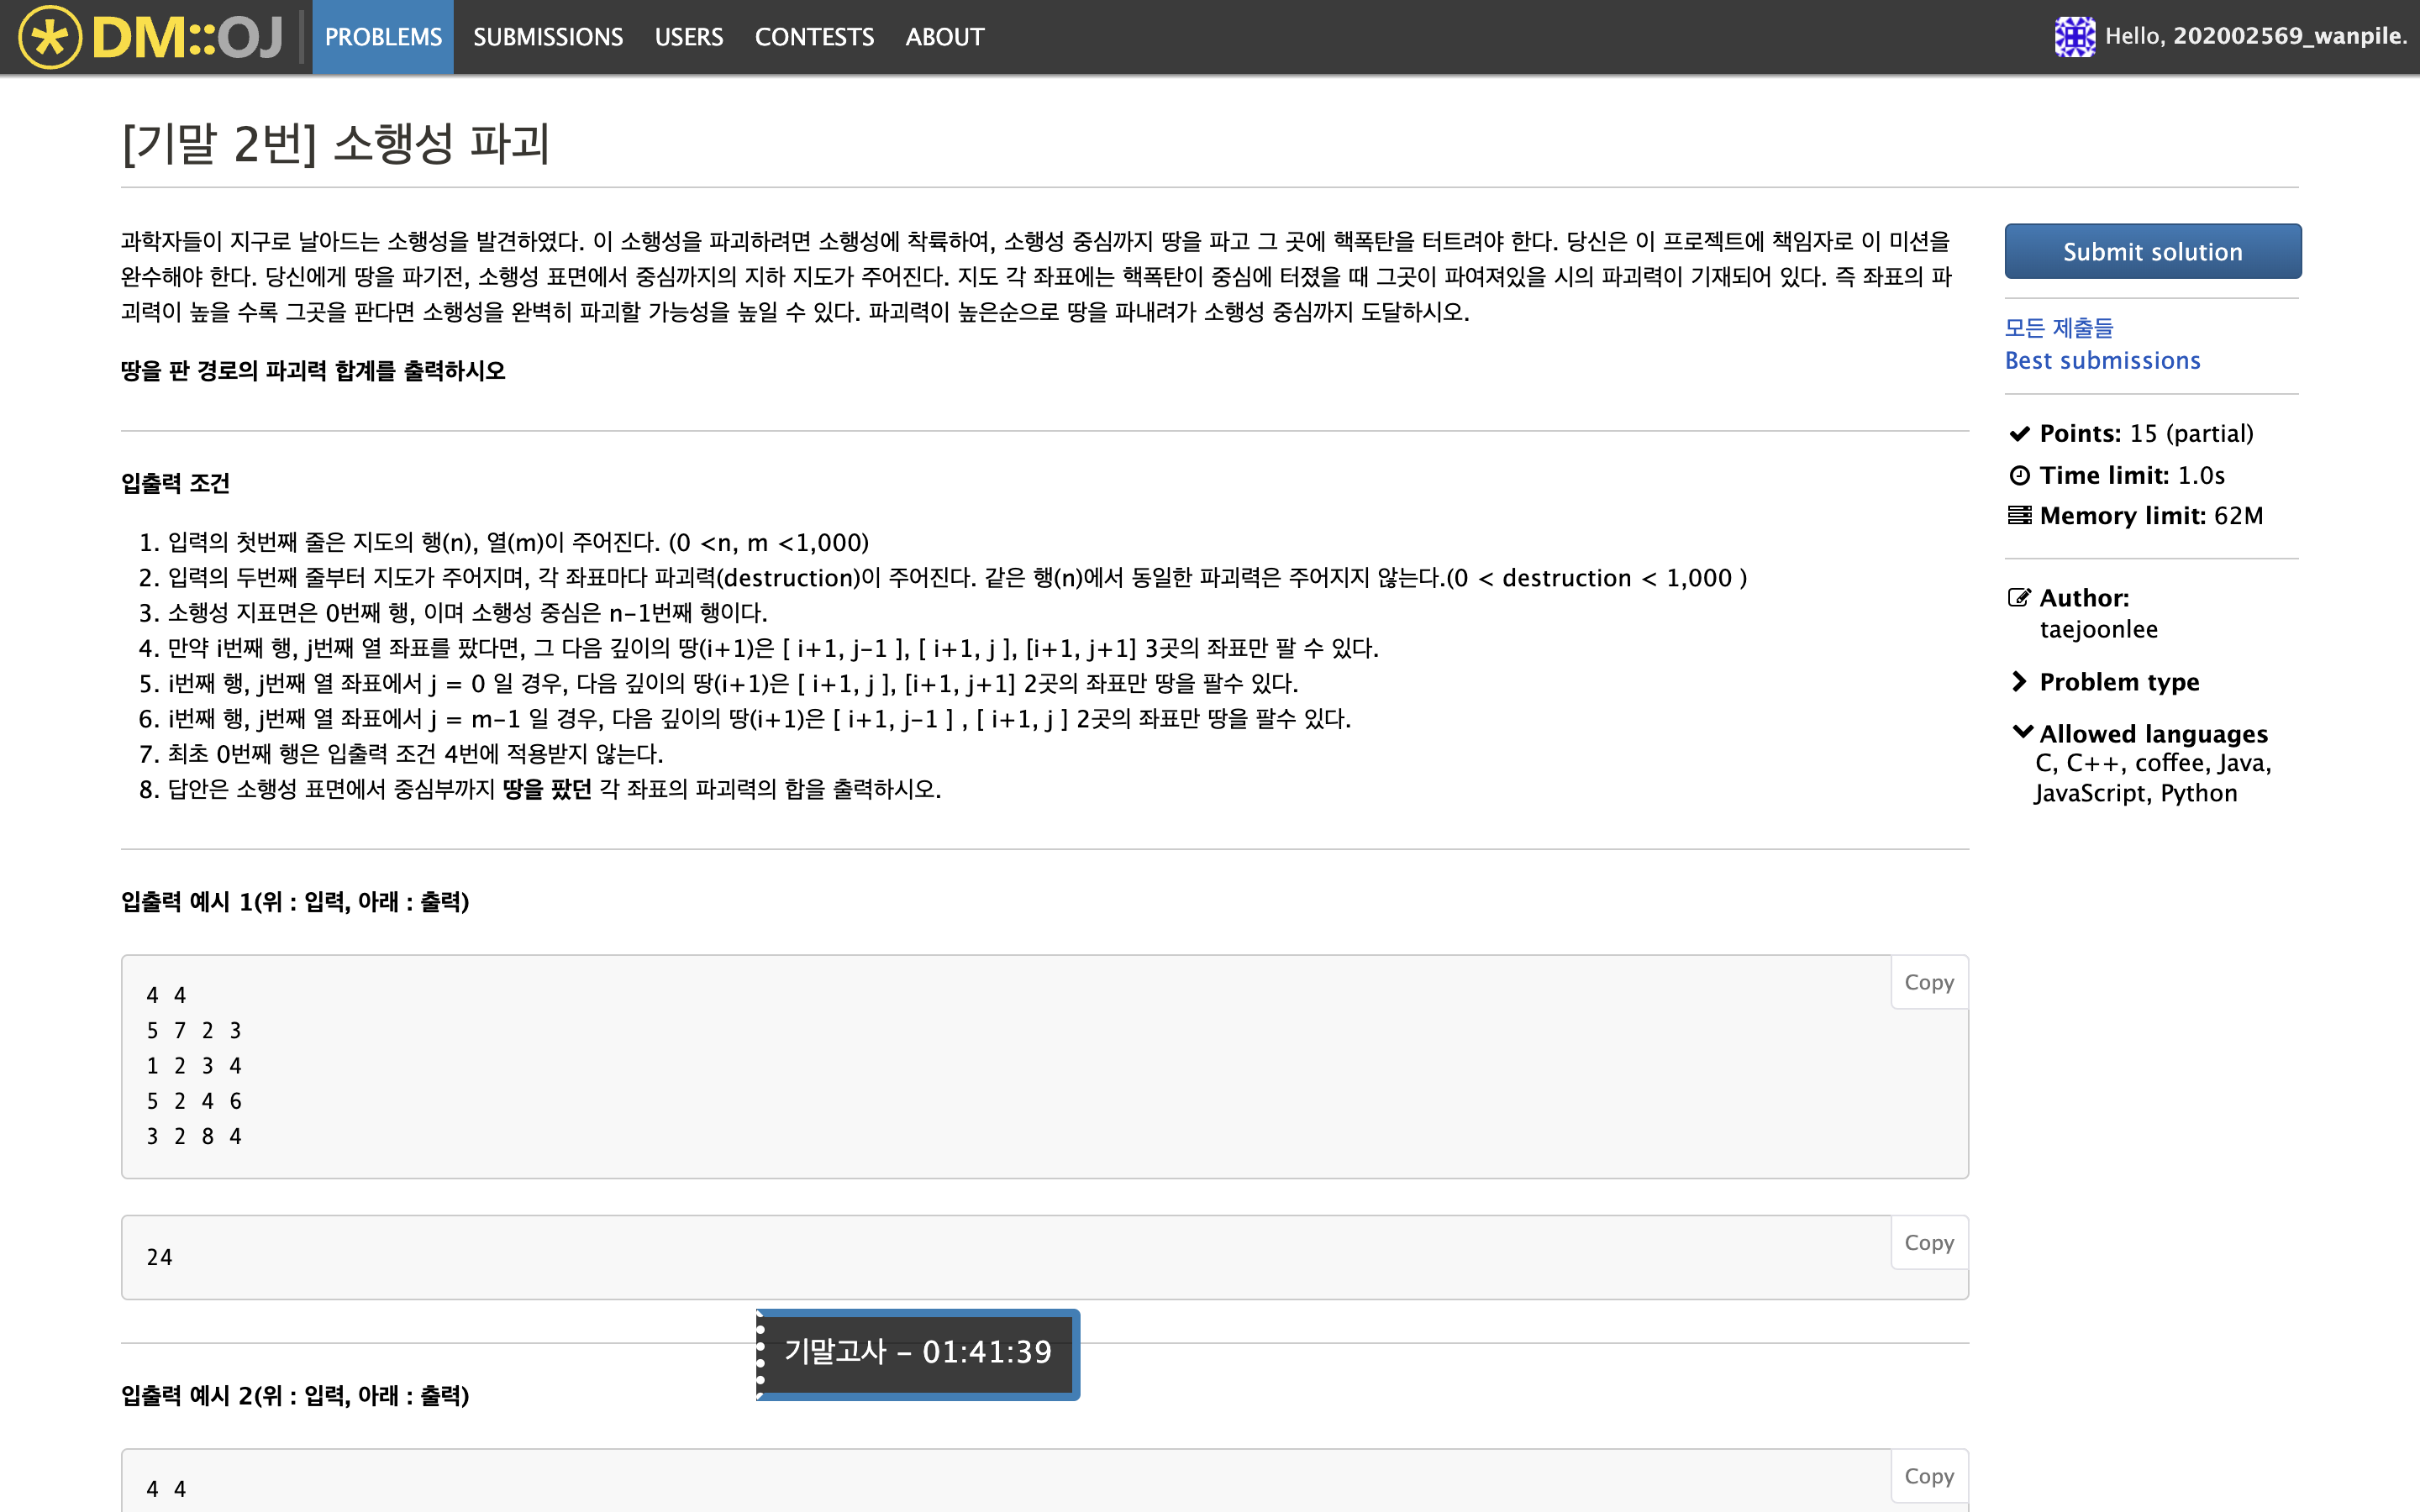 DM::OJ PROBLEMS SUBMISSIONS USERS CONTESTS ABOUT Hello, 202002569_wanpile.
[기말 2번] 소행성 파괴
과학자들이 지구로 날아드는 소행성을 발견하였다. 이 소행성을 파괴하려면 소행성에 착륙하여, 소행성 중심까지 땅을 파고 그 곳에 핵폭탄을 터트려야 한다. 당신은 이 프로젝트에 책임자로 이 미션을
완수해야 한다. 당신에게 땅을 파기전, 소행성 표면에서 중심까지의 지하 지도가 주어진다. 지도 각 좌표에는 핵폭탄이 중심에 터졌을 때 그곳이 파여져있을 시의 파괴력이 기재되어 있다. 즉 좌표의 파
괴력이 높을 수록 그곳을 판다면 소행성을 완벽히 파괴할 가능성을 높일 수 있다. 파괴력이 높은순으로 땅을 파내려가 소행성 중심까지 도달하시오.
땅을 판 경로의 파괴력 합계를 출력하시오
입출력 조건
1. 입력의 첫번째 줄은 지도의 행(n), 열(m)이 주어진다. (0 <n, m <1,000)
2. 입력의 두번째 줄부터 지도가 주어지며, 각 좌표마다 파괴력(destruction)이 주어진다. 같은 행(n)에서 동일한 파괴력은 주어지지 않는다.(0 < destruction < 1,000 )
3. 소행성 지표면은 0번째 행, 이며 소행성 중심은 n-1번째 행이다.
4. 만약 i번째 행, j번째 열 좌표를 팠다면, 그 다음 깊이의 땅(i+1)은 [ i+1, j-1 ], [ i+1, j ], [i+1, j+1] 3곳의 좌표만 팔 수 있다.
5. i번째 행, j번째 열 좌표에서 j = 0 일 경우, 다음 깊이의 땅(i+1)은 [ i+1, j ], [i+1, j+1] 2곳의 좌표만 땅을 팔수 있다.
6. i번째 행, j번째 열 좌표에서 j = m-1 일 경우, 다음 깊이의 땅(i+1)은 [ i+1, j-1 ] , [ i+1, j ] 2곳의 좌표만 땅을 팔수 있다.
7. 최초 0번째 행은 입출력 조건 4번에 적용받지 않는다.
8. 답안은 소행성 표면에서 중심부까지 땅을 팠던 각 좌표의 파괴력의 합을 출력하시오.
입출력 예시 1(위 : 입력, 아래 : 출력)
Copy
4 4
5 7 2 3
1 2 3 4
5 2 4 6
3 2 8 4
Copy
24
기말고사 - 01:41:39
입출력 예시 2(위 : 입력, 아래 : 출력)
Copy
4 4
Submit solution
모든 제출들
Best submissions
Points: 15 (partial)
Time limit: 1.0s
Memory limit: 62M
Author:
taejoonlee
Problem type
Allowed languages
C, C++, coffee, Java,
JavaScript, Python